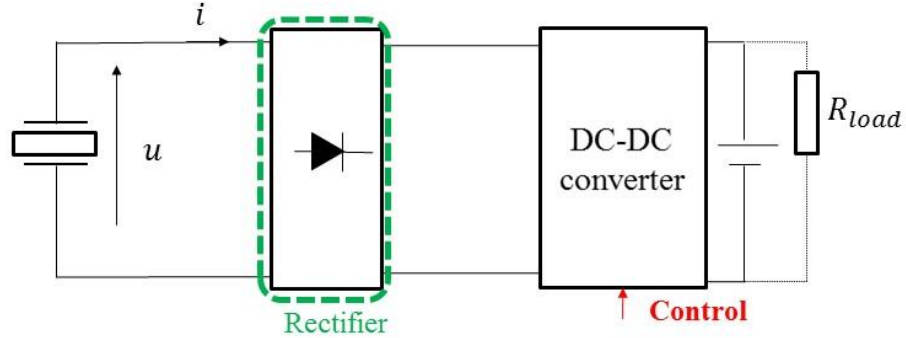 i
u
Rectifier
DC-DC
converter
Control
R_load